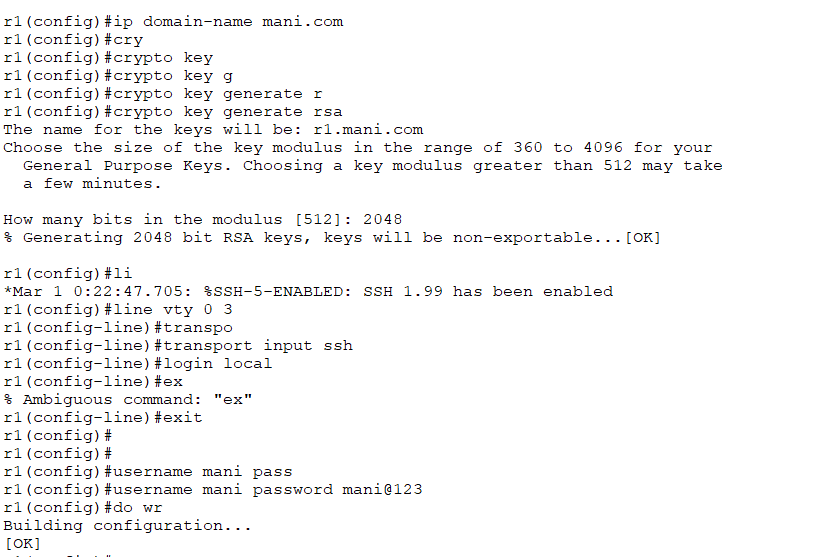 r1(config)#ip domain-name mani.com
r1(config)#cry
r1(config)#crypto key
r1(config)#crypto key g
r1(config)#crypto key generate r
r1(config)#crypto key generate rsa
The name for the keys will be: r1.mani.com
Choose the size of the key modulus in the range of 360 to 4096 for your
  General Purpose Keys. Choosing a key modulus greater than 512 may take
  a few minutes.

How many bits in the modulus [512]: 2048
% Generating 2048 bit RSA keys, keys will be non-exportable...[OK]

r1(config)#li
*Mar 1 0:22:47.705: %SSH-5-ENABLED: SSH 1.99 has been enabled
r1(config)#line vty 0 3
r1(config-line)#transpo
r1(config-line)#transport input ssh
r1(config-line)#login local
r1(config-line)#ex
% Ambiguous command: "ex"
r1(config-line)#exit
r1(config)#
r1(config)#
r1(config)#username mani pass
r1(config)#username mani password mani@123
r1(config)#do wr
Building configuration...
[OK]